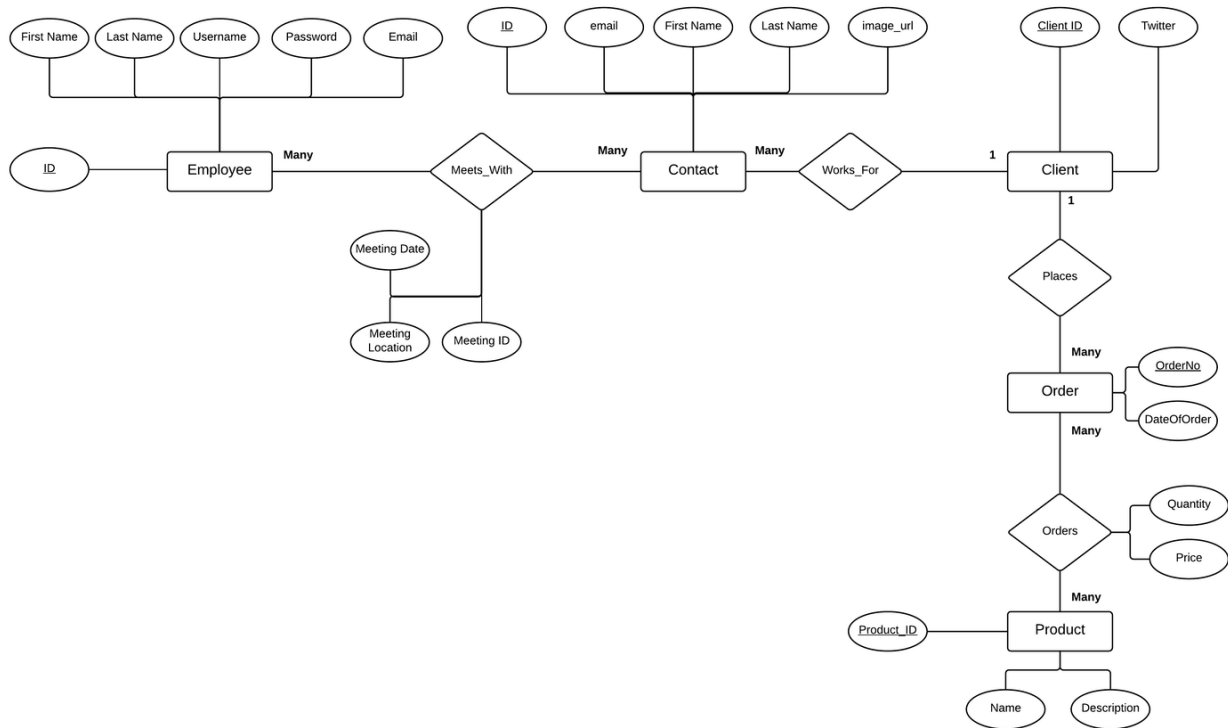 ID
email
First Name
Last Name
image_url
Client ID
Twitter
First Name
Last Name
Username
Password
Email
ID
Employee
Many
Meets_With
Many
Contact
Many
Works_For
1
Client
1
Meeting Date
Meeting
Location
Meeting ID
Places
Many
Order
OrderNo
DateOfOrder
Many
Orders
Quantity
Price
Many
Product_ID
Product
Name
Description